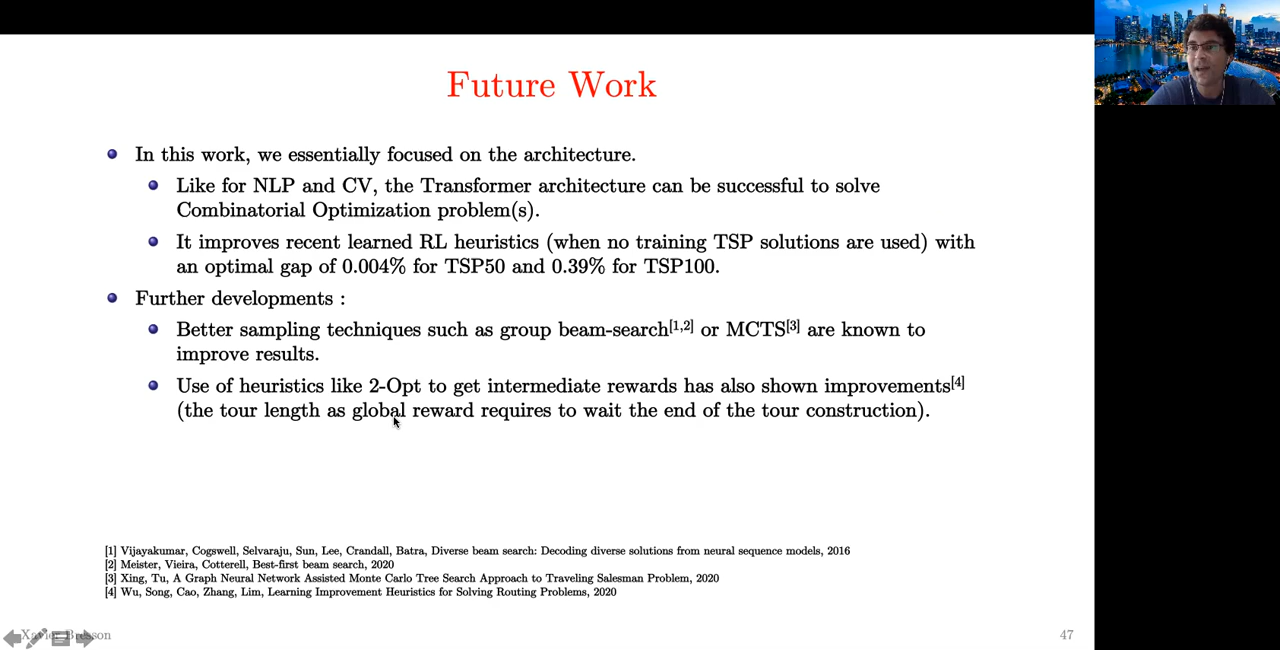 Future Work
In this work, we essentially focused on the architecture.
Like for NLP and CV, the Transformer architecture can be successful to solve
Combinatorial Optimization problem(s).
It improves recent learned RL heuristics (when no training TSP solutions are used) with
an optimal gap of 0.004% for TSP50 and 0.39% for TSP100.
Further developments :
Better sampling techniques such as group beam-search[1,2] or MCTS[3] are known to
improve results.
Use of heuristics like 2-Opt to get intermediate rewards has also shown improvements[4]
(the tour length as global reward requires to wait the end of the tour construction).
[1] Vijayakumar, Cogswell, Selvaraju, Sun, Lee, Crandall, Batra, Diverse beam search: Decoding diverse solutions from neural sequence models, 2016
[2] Meister, Vieira, Cotterell, Best-first beam search, 2020
[3] Xing, Tu, A Graph Neural Network Assisted Monte Carlo Tree Search Approach to Traveling Salesman Problem, 2020
[4] Wu, Song, Cao, Zhang, Lim, Learning Improvement Heuristics for Solving Routing Problems, 2020
Xavier Bresson
47